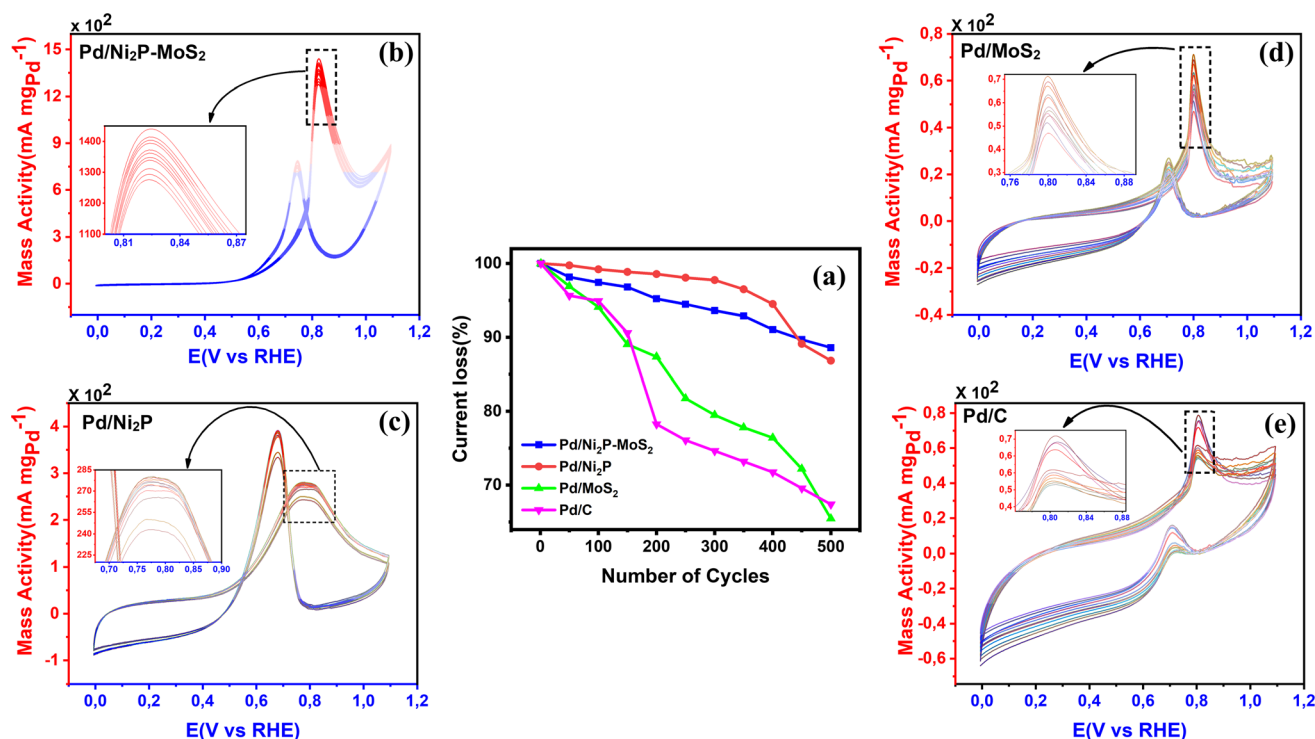 x 10²
Pd/Ni₂P-MoS₂
(b)
Mass Activity(mA mgPd⁻¹)
15
12
9
6
3
0
1400
1300
1200
1100
0,81 0,84 0,87
0,0 0,2 0,4 0,6 0,8 1,0 1,2
E(V vs RHE)
X 10²
Pd/Ni₂P
(c)
Mass Activity(mA mgPd⁻¹)
4
3
2
1
0
-1
285
273
261
249
237
225
0,70 0,75 0,80 0,85 0,90
0,0 0,2 0,4 0,6 0,8 1,0 1,2
E(V vs RHE)
(a)
Current loss(%)
100
90
80
70
Pd/Ni₂P-MoS₂
Pd/Ni₂P
Pd/MoS₂
Pd/C
0 100 200 300 400 500
Number of Cycles
x 10²
Pd/MoS₂
(d)
Mass Activity(mA mgPd⁻¹)
0,8
0,6
0,4
0,2
0,0
-0,2
-0,4
0,7
0,6
0,5
0,4
0,3
0,76 0,80 0,84 0,88
0,0 0,2 0,4 0,6 0,8 1,0 1,2
E(V vs RHE)
X 10²
Pd/C
(e)
Mass Activity(mA mgPd⁻¹)
0,8
0,6
0,4
0,2
0,0
-0,2
-0,4
-0,6
0,7
0,6
0,6
0,5
0,5
0,4
0,80 0,84 0,88
0,0 0,2 0,4 0,6 0,8 1,0 1,2
E(V vs RHE)